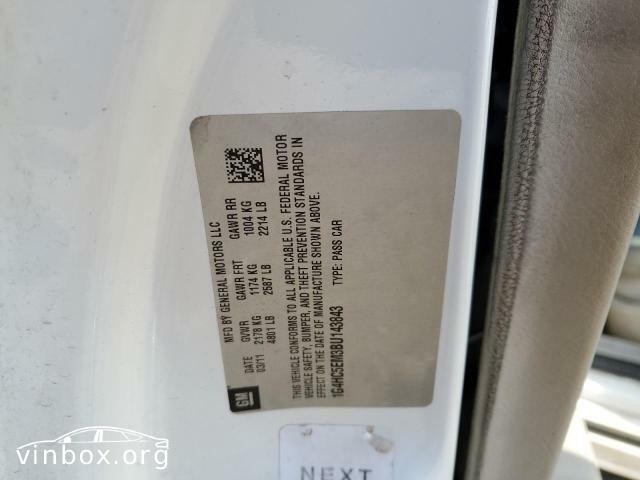 MFD BY GENERAL MOTORS LLC
DATE GVWR GAWR FRT GAWR RR
03/11 2178 KG 1174 KG 1004 KG
4801 LB 2587 LB 2214 LB
GM
THIS VEHICLE CONFORMS TO ALL APPLICABLE U.S. FEDERAL MOTOR
VEHICLE SAFETY, BUMPER, AND THEFT PREVENTION STANDARDS IN
EFFECT ON THE DATE OF MANUFACTURE SHOWN ABOVE.
1G4HC5EM3BU143843 TYPE: PASS CAR
NEXT
vinbox.org